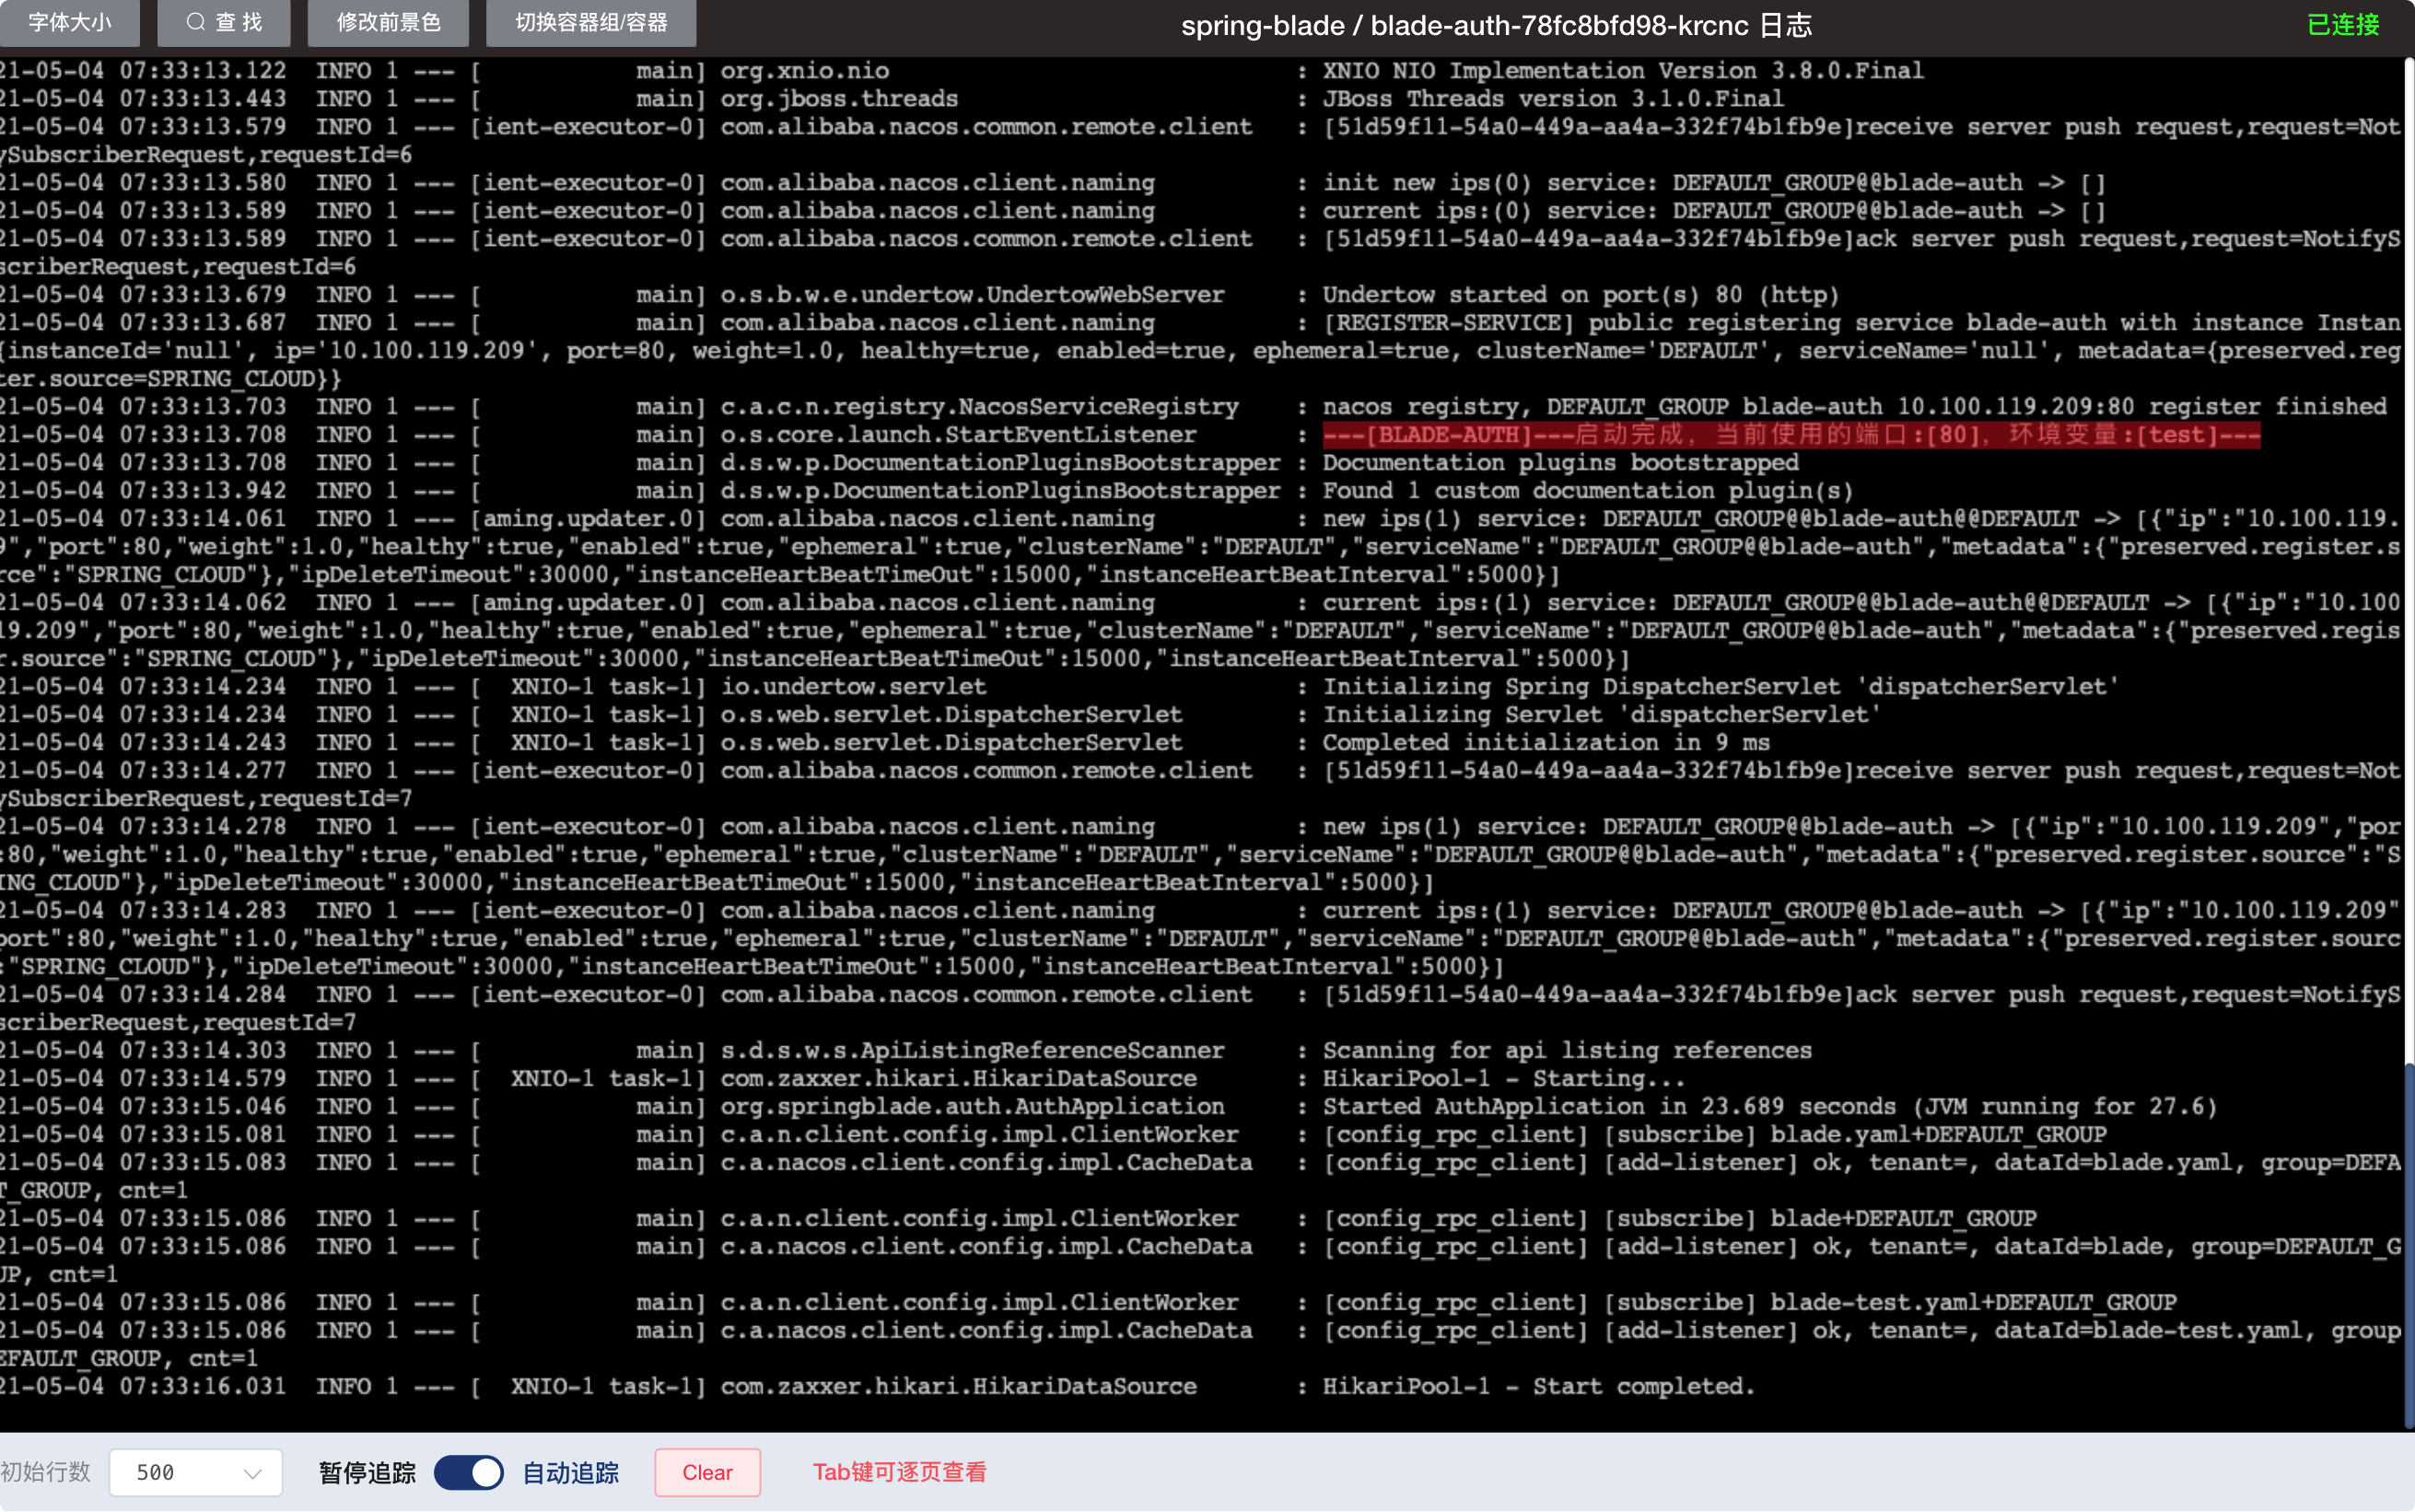 字体大小 查 找 修改前景色 切换容器组/容器 spring-blade / blade-auth-78fc8bfd98-krcnc 日志 已连接
21-05-04 07:33:13.122  INFO 1 --- [           main] org.xnio.nio                             : XNIO NIO Implementation Version 3.8.0.Final
21-05-04 07:33:13.443  INFO 1 --- [           main] org.jboss.threads                        : JBoss Threads version 3.1.0.Final
21-05-04 07:33:13.579  INFO 1 --- [ient-executor-0] com.alibaba.nacos.common.remote.client   : [51d59f11-54a0-449a-aa4a-332f74b1fb9e]receive server push request,request=Not
ySubscriberRequest,requestId=6
21-05-04 07:33:13.580  INFO 1 --- [ient-executor-0] com.alibaba.nacos.client.naming          : init new ips(0) service: DEFAULT_GROUP@@blade-auth -> []
21-05-04 07:33:13.589  INFO 1 --- [ient-executor-0] com.alibaba.nacos.client.naming          : current ips:(0) service: DEFAULT_GROUP@@blade-auth -> []
21-05-04 07:33:13.589  INFO 1 --- [ient-executor-0] com.alibaba.nacos.common.remote.client   : [51d59f11-54a0-449a-aa4a-332f74b1fb9e]ack server push request,request=NotifyS
scriberRequest,requestId=6
21-05-04 07:33:13.679  INFO 1 --- [           main] o.s.b.w.e.undertow.UndertowWebServer     : Undertow started on port(s) 80 (http)
21-05-04 07:33:13.687  INFO 1 --- [           main] com.alibaba.nacos.client.naming          : [REGISTER-SERVICE] public registering service blade-auth with instance Instan
{instanceId='null', ip='10.100.119.209', port=80, weight=1.0, healthy=true, enabled=true, ephemeral=true, clusterName='DEFAULT', serviceName='null', metadata={preserved.reg
ter.source=SPRING_CLOUD}}
21-05-04 07:33:13.703  INFO 1 --- [           main] c.a.c.n.registry.NacosServiceRegistry    : nacos registry, DEFAULT_GROUP blade-auth 10.100.119.209:80 register finished
21-05-04 07:33:13.708  INFO 1 --- [           main] o.s.core.launch.StartEventListener       : ---[BLADE-AUTH]---启动完成，当前使用的端口:[80]，环境变量:[test]---
21-05-04 07:33:13.708  INFO 1 --- [           main] d.s.w.p.DocumentationPluginsBootstrapper : Documentation plugins bootstrapped
21-05-04 07:33:13.942  INFO 1 --- [           main] d.s.w.p.DocumentationPluginsBootstrapper : Found 1 custom documentation plugin(s)
21-05-04 07:33:14.061  INFO 1 --- [aming.updater.0] com.alibaba.nacos.client.naming          : new ips(1) service: DEFAULT_GROUP@@blade-auth@@DEFAULT -> [{"ip":"10.100.119.
9","port":80,"weight":1.0,"healthy":true,"enabled":true,"ephemeral":true,"clusterName":"DEFAULT","serviceName":"DEFAULT_GROUP@@blade-auth","metadata":{"preserved.register.s
rce":"SPRING_CLOUD"},"ipDeleteTimeout":30000,"instanceHeartBeatTimeOut":15000,"instanceHeartBeatInterval":5000}]
21-05-04 07:33:14.062  INFO 1 --- [aming.updater.0] com.alibaba.nacos.client.naming          : current ips:(1) service: DEFAULT_GROUP@@blade-auth@@DEFAULT -> [{"ip":"10.100
19.209","port":80,"weight":1.0,"healthy":true,"enabled":true,"ephemeral":true,"clusterName":"DEFAULT","serviceName":"DEFAULT_GROUP@@blade-auth","metadata":{"preserved.regis
r.source":"SPRING_CLOUD"},"ipDeleteTimeout":30000,"instanceHeartBeatTimeOut":15000,"instanceHeartBeatInterval":5000}]
21-05-04 07:33:14.234  INFO 1 --- [  XNIO-1 task-1] io.undertow.servlet                      : Initializing Spring DispatcherServlet 'dispatcherServlet'
21-05-04 07:33:14.234  INFO 1 --- [  XNIO-1 task-1] o.s.web.servlet.DispatcherServlet        : Initializing Servlet 'dispatcherServlet'
21-05-04 07:33:14.243  INFO 1 --- [  XNIO-1 task-1] o.s.web.servlet.DispatcherServlet        : Completed initialization in 9 ms
21-05-04 07:33:14.277  INFO 1 --- [ient-executor-0] com.alibaba.nacos.common.remote.client   : [51d59f11-54a0-449a-aa4a-332f74b1fb9e]receive server push request,request=Not
ySubscriberRequest,requestId=7
21-05-04 07:33:14.278  INFO 1 --- [ient-executor-0] com.alibaba.nacos.client.naming          : new ips(1) service: DEFAULT_GROUP@@blade-auth -> [{"ip":"10.100.119.209","por
:80,"weight":1.0,"healthy":true,"enabled":true,"ephemeral":true,"clusterName":"DEFAULT","serviceName":"DEFAULT_GROUP@@blade-auth","metadata":{"preserved.register.source":"S
ING_CLOUD"},"ipDeleteTimeout":30000,"instanceHeartBeatTimeOut":15000,"instanceHeartBeatInterval":5000}]
21-05-04 07:33:14.283  INFO 1 --- [ient-executor-0] com.alibaba.nacos.client.naming          : current ips:(1) service: DEFAULT_GROUP@@blade-auth -> [{"ip":"10.100.119.209"
port":80,"weight":1.0,"healthy":true,"enabled":true,"ephemeral":true,"clusterName":"DEFAULT","serviceName":"DEFAULT_GROUP@@blade-auth","metadata":{"preserved.register.sourc
:"SPRING_CLOUD"},"ipDeleteTimeout":30000,"instanceHeartBeatTimeOut":15000,"instanceHeartBeatInterval":5000}]
21-05-04 07:33:14.284  INFO 1 --- [ient-executor-0] com.alibaba.nacos.common.remote.client   : [51d59f11-54a0-449a-aa4a-332f74b1fb9e]ack server push request,request=NotifyS
scriberRequest,requestId=7
21-05-04 07:33:14.303  INFO 1 --- [           main] s.d.s.w.s.ApiListingReferenceScanner     : Scanning for api listing references
21-05-04 07:33:14.579  INFO 1 --- [  XNIO-1 task-1] com.zaxxer.hikari.HikariDataSource       : HikariPool-1 - Starting...
21-05-04 07:33:15.046  INFO 1 --- [           main] org.springblade.auth.AuthApplication     : Started AuthApplication in 23.689 seconds (JVM running for 27.6)
21-05-04 07:33:15.081  INFO 1 --- [           main] c.a.n.client.config.impl.ClientWorker    : [config_rpc_client] [subscribe] blade.yaml+DEFAULT_GROUP
21-05-04 07:33:15.083  INFO 1 --- [           main] c.a.nacos.client.config.impl.CacheData   : [config_rpc_client] [add-listener] ok, tenant=, dataId=blade.yaml, group=DEFA
T_GROUP, cnt=1
21-05-04 07:33:15.086  INFO 1 --- [           main] c.a.n.client.config.impl.ClientWorker    : [config_rpc_client] [subscribe] blade+DEFAULT_GROUP
21-05-04 07:33:15.086  INFO 1 --- [           main] c.a.nacos.client.config.impl.CacheData   : [config_rpc_client] [add-listener] ok, tenant=, dataId=blade, group=DEFAULT_G
UP, cnt=1
21-05-04 07:33:15.086  INFO 1 --- [           main] c.a.n.client.config.impl.ClientWorker    : [config_rpc_client] [subscribe] blade-test.yaml+DEFAULT_GROUP
21-05-04 07:33:15.086  INFO 1 --- [           main] c.a.nacos.client.config.impl.CacheData   : [config_rpc_client] [add-listener] ok, tenant=, dataId=blade-test.yaml, group
EFAULT_GROUP, cnt=1
21-05-04 07:33:16.031  INFO 1 --- [  XNIO-1 task-1] com.zaxxer.hikari.HikariDataSource       : HikariPool-1 - Start completed.
初始行数 500 暂停追踪 自动追踪 Clear Tab键可逐页查看